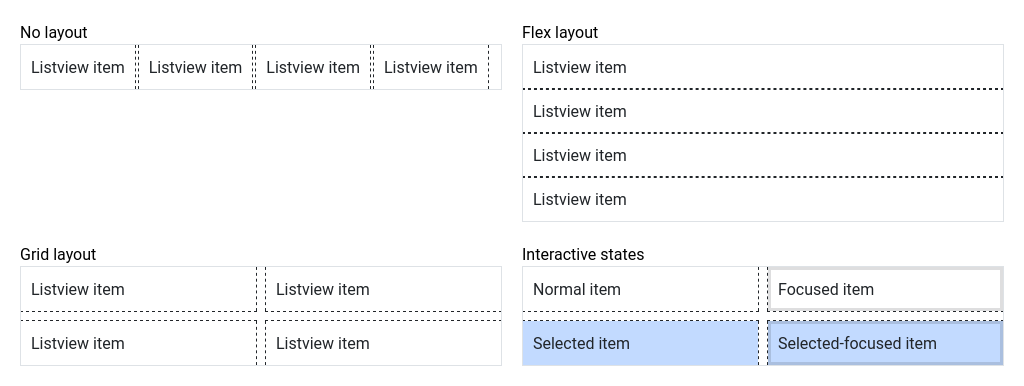 No layout
Listview item Listview item Listview item Listview item
Flex layout
Listview item
Listview item
Listview item
Listview item
Grid layout
Listview item Listview item
Listview item Listview item
Interactive states
Normal item Focused item
Selected item Selected-focused item